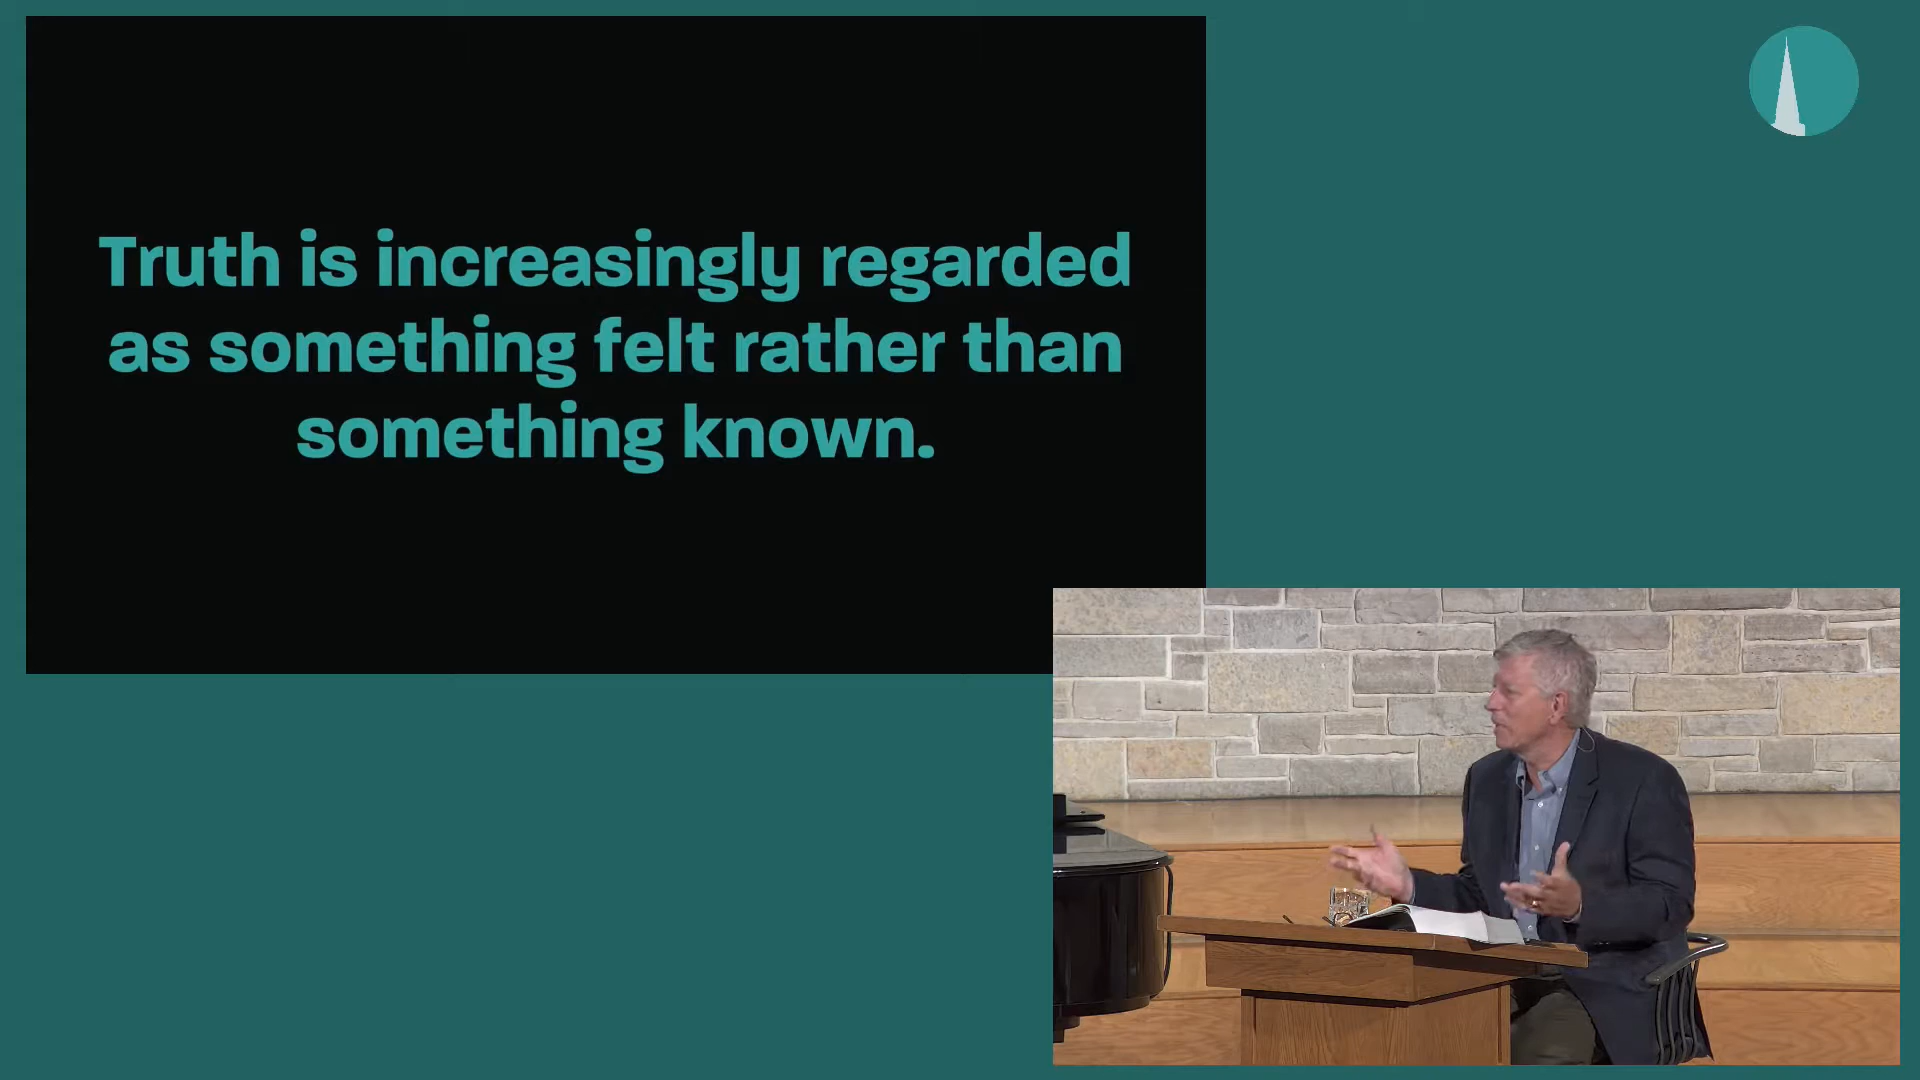 Truth is increasingly regarded
as something felt rather than
something known.